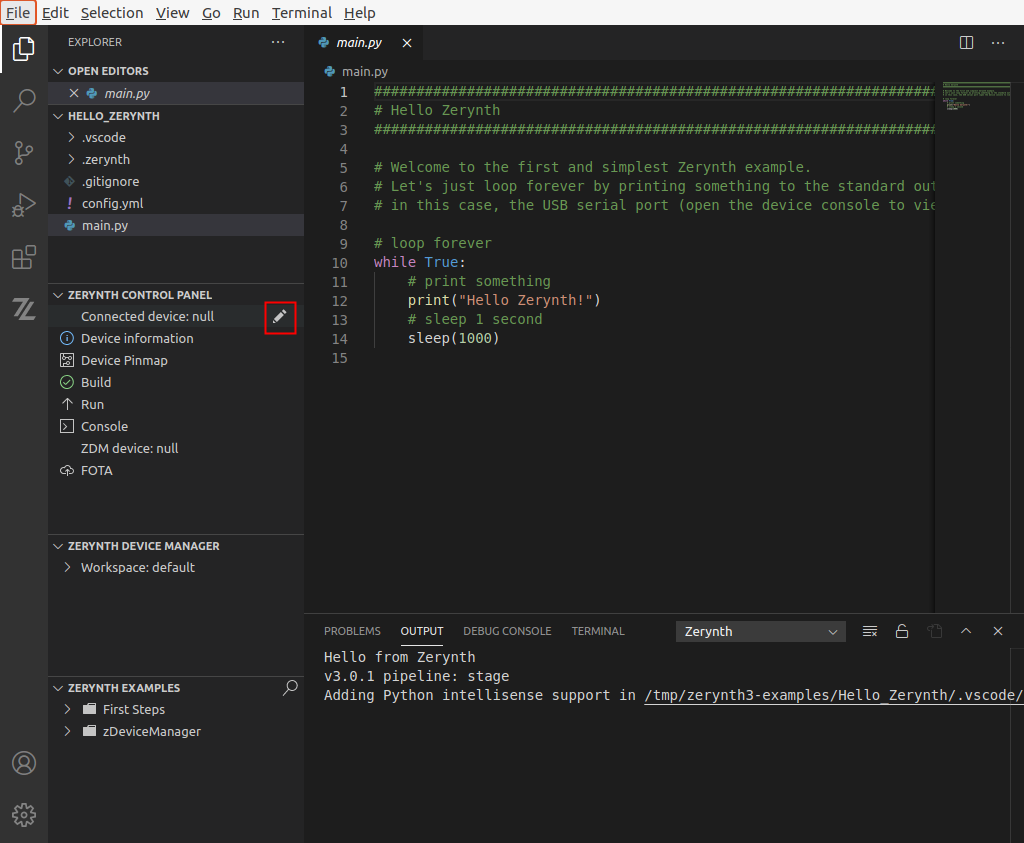 File Edit Selection View Go Run Terminal Help
EXPLORER
OPEN EDITORS
main.py
HELLO_ZERYNTH
.vscode
.zerynth
.gitignore
! config.yml
main.py
ZERYNTH CONTROL PANEL
Connected device: null
Device information
Device Pinmap
Build
Run
Console
ZDM device: null
FOTA
ZERYNTH DEVICE MANAGER
Workspace: default
ZERYNTH EXAMPLES
First Steps
zDeviceManager
main.py
main.py
1 ##################################################################
2 # Hello Zerynth
3 ##################################################################
4
5 # Welcome to the first and simplest Zerynth example.
6 # Let's just loop forever by printing something to the standard out
7 # in this case, the USB serial port (open the device console to vie
8
9 # loop forever
10 while True:
11 # print something
12 print("Hello Zerynth!")
13 # sleep 1 second
14 sleep(1000)
15
PROBLEMS OUTPUT DEBUG CONSOLE TERMINAL Zerynth
Hello from Zerynth
v3.0.1 pipeline: stage
Adding Python intellisense support in /tmp/zerynth3-examples/Hello_Zerynth/.vscode/